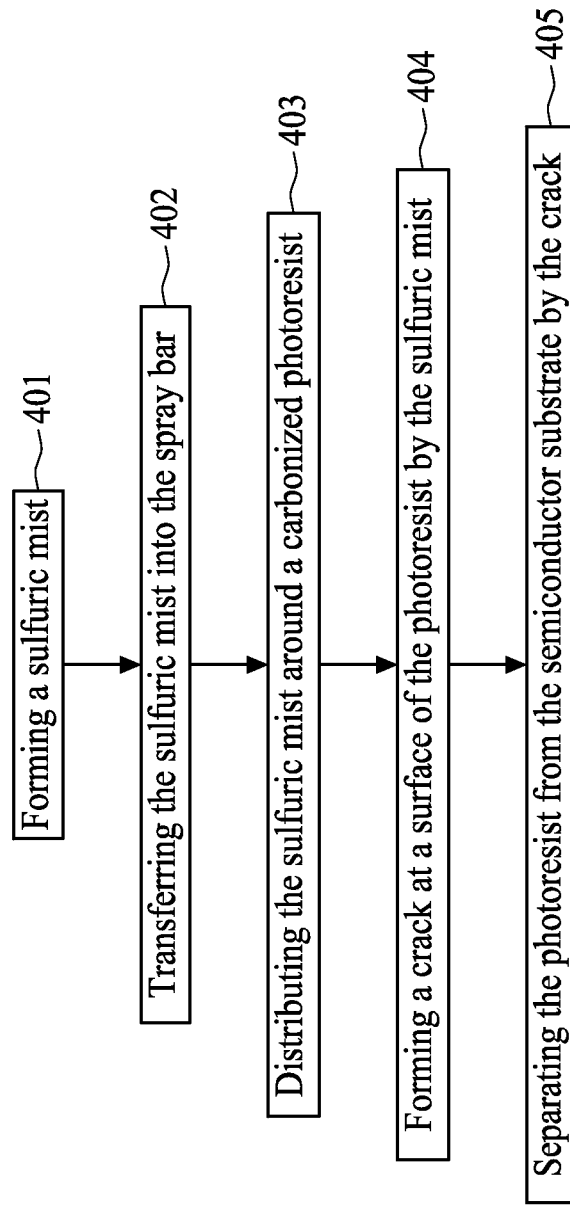 Forming a sulfuric mist
401
Transferring the sulfuric mist into the spray bar
402
Distributing the sulfuric mist around a carbonized photoresist
403
Forming a crack at a surface of the photoresist by the sulfuric mist
404
Separating the photoresist from the semiconductor substrate by the crack
405